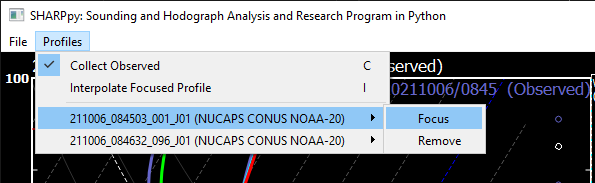 SHARPpy: Sounding and Hodograph Analysis and Research Program in Python
File Profiles
Collect Observed C
served)
Interpolate Focused Profile I
100
0211006/0845 (Observed)
211006_084503_001_J01 (NUCAPS CONUS NOAA-20)
Focus
211006_084632_096_J01 (NUCAPS CONUS NOAA-20)
Remove